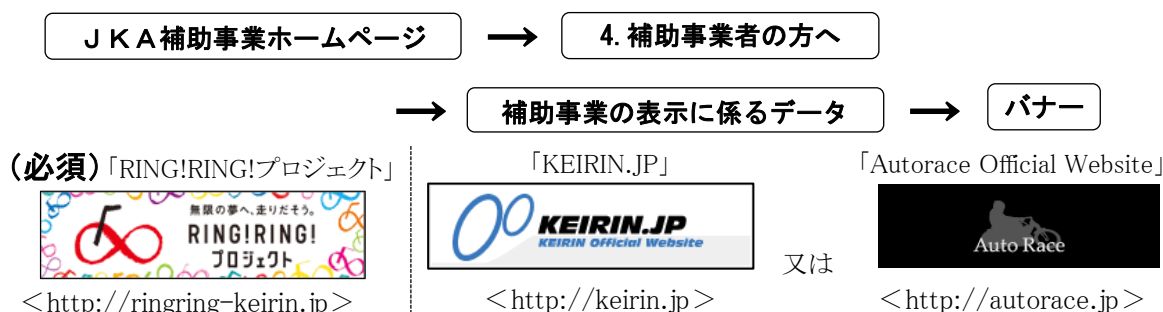 ＪＫＡ補助事業ホームページ → 4. 補助事業者の方へ
→ 補助事業の表示に係るデータ → バナー
(必須)「RING!RING!プロジェクト」
無限の夢へ、走りだそう。
RING!RING!
プロジェクト
＜http://ringring-keirin.jp＞
「KEIRIN.JP」
KEIRIN.JP
KEIRIN Official Website
＜http://keirin.jp＞
又は
「Autorace Official Website」
Auto Race
＜http://autorace.jp＞